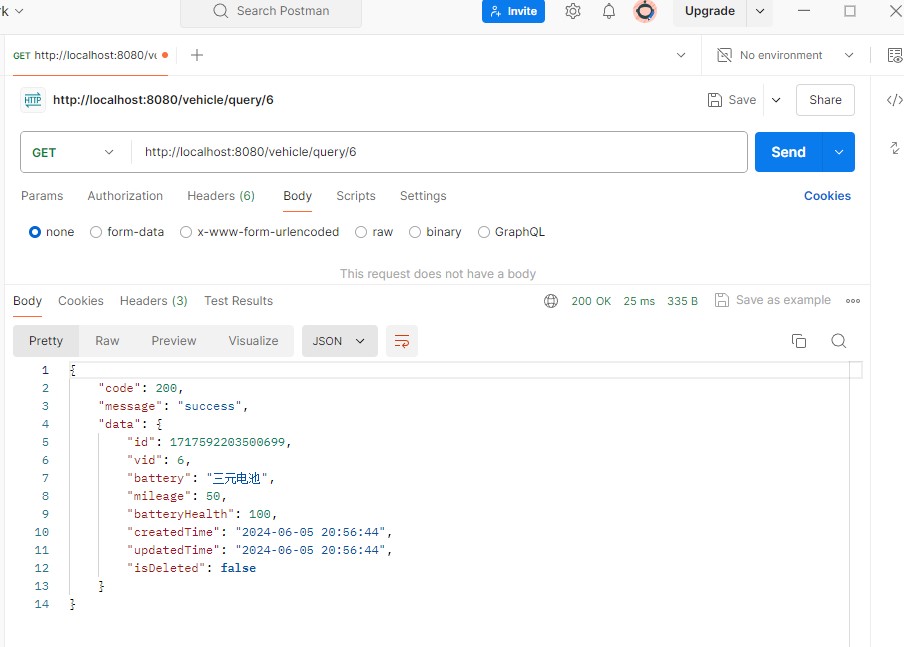 rk Search Postman Invite Upgrade
GET http://localhost:8080/v No environment
HTTP http://localhost:8080/vehicle/query/6 Save Share
GET http://localhost:8080/vehicle/query/6 Send
Params Authorization Headers (6) Body Scripts Settings Cookies
none form-data x-www-form-urlencoded raw binary GraphQL
This request does not have a body
Body Cookies Headers (3) Test Results 200 OK 25 ms 335 B Save as example
Pretty Raw Preview Visualize JSON
1 {
2 "code": 200,
3 "message": "success",
4 "data": {
5 "id": 1717592203500699,
6 "vid": 6,
7 "battery": "三元电池",
8 "mileage": 50,
9 "batteryHealth": 100,
10 "createdTime": "2024-06-05 20:56:44",
11 "updatedTime": "2024-06-05 20:56:44",
12 "isDeleted": false
13 }
14 }